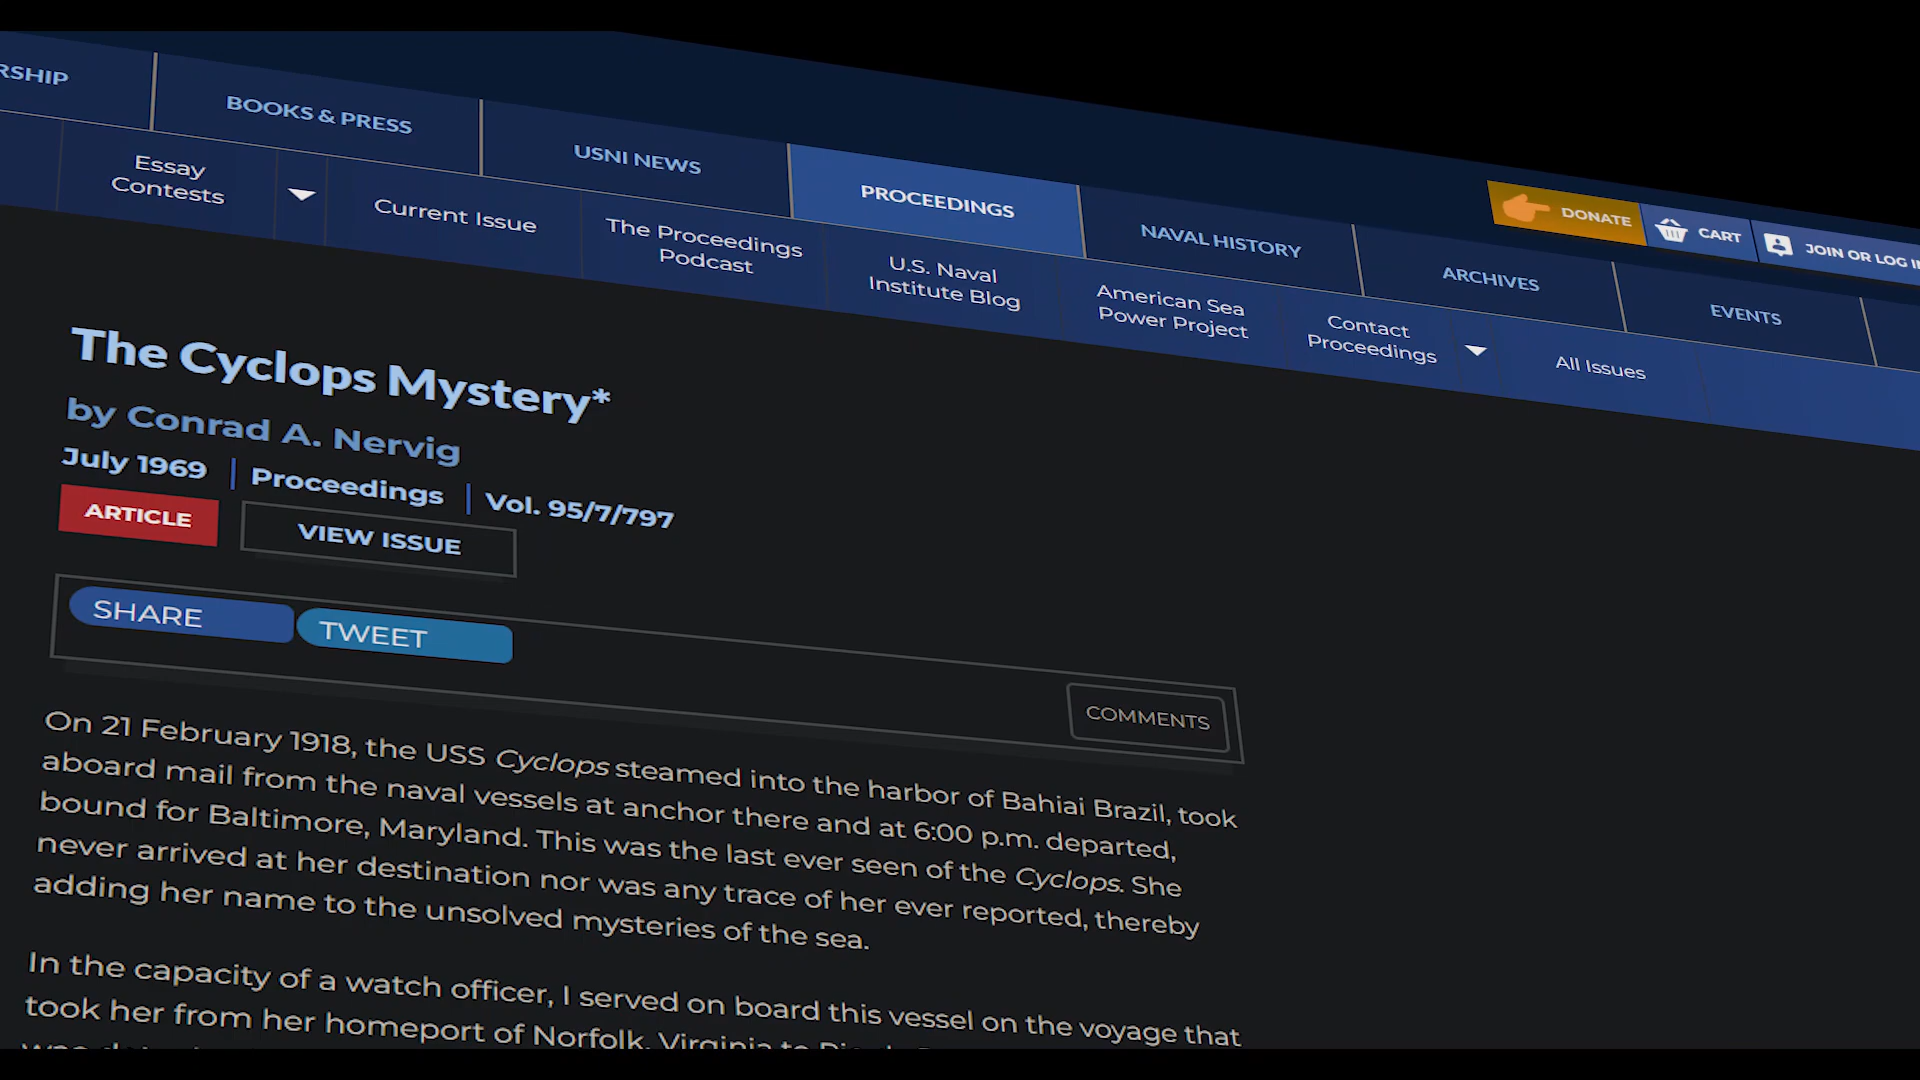 RSHIP
BOOKS & PRESS
USNI NEWS
PROCEEDINGS
NAVAL HISTORY
ARCHIVES
EVENTS
DONATE
CART
JOIN OR LOG IN
Essay
Contests
Current Issue
The Proceedings
Podcast
U.S. Naval
Institute Blog
American Sea
Power Project
Contact
Proceedings
All Issues
The Cyclops Mystery*
by Conrad A. Nervig
July 1969 | Proceedings | Vol. 95/7/797
ARTICLE
VIEW ISSUE
SHARE
TWEET
COMMENTS
On 21 February 1918, the USS Cyclops steamed into the harbor of Bahiai Brazil, took
aboard mail from the naval vessels at anchor there and at 6:00 p.m. departed,
bound for Baltimore, Maryland. This was the last ever seen of the Cyclops. She
never arrived at her destination nor was any trace of her ever reported, thereby
adding her name to the unsolved mysteries of the sea.
In the capacity of a watch officer, I served on board this vessel on the voyage that
took her from her homeport of Norfolk, Virginia to